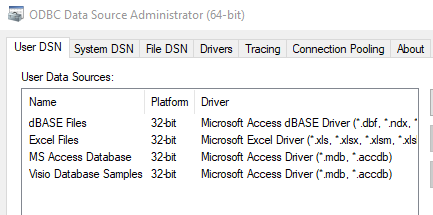 ODBC Data Source Administrator (64-bit)
User DSN System DSN File DSN Drivers Tracing Connection Pooling About
User Data Sources:
Name Platform Driver
dBASE Files 32-bit Microsoft Access dBASE Driver (*.dbf, *.ndx, *
Excel Files 32-bit Microsoft Excel Driver (*.xls, *.xlsx, *.xlsm, *.xls
MS Access Database 32-bit Microsoft Access Driver (*.mdb, *.accdb)
Visio Database Samples 32-bit Microsoft Access Driver (*.mdb, *.accdb)